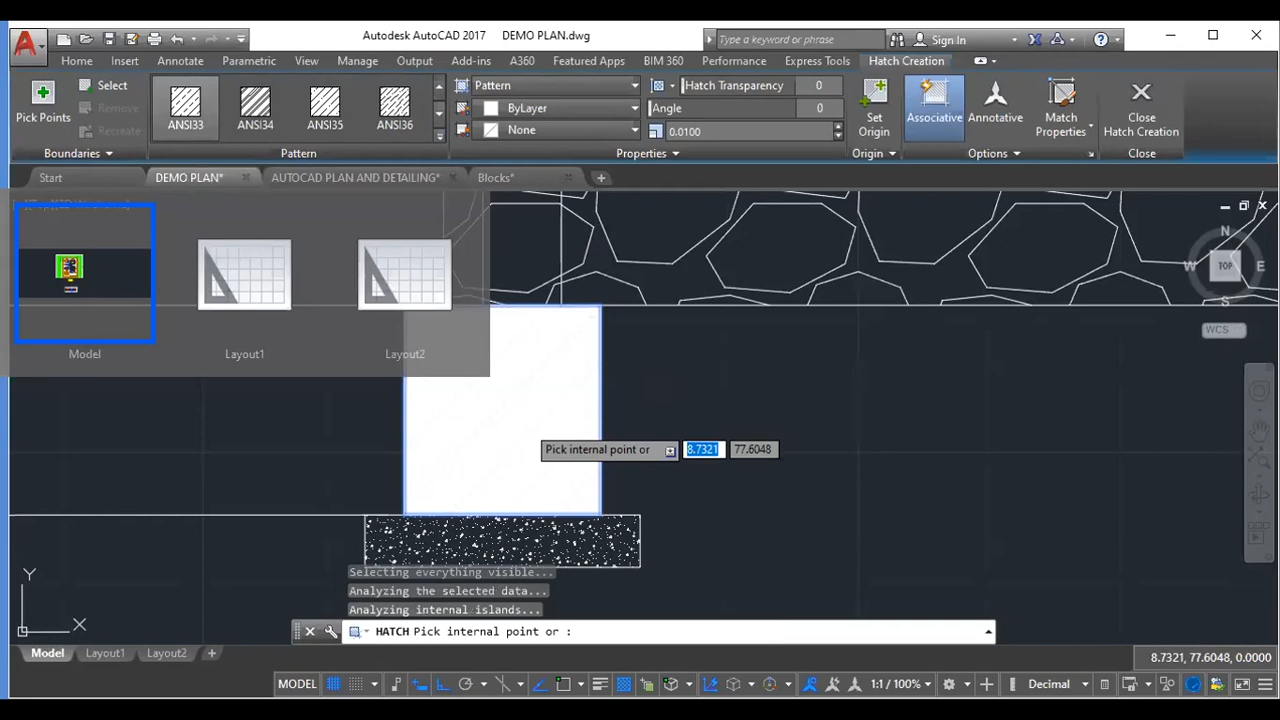 Autodesk AutoCAD 2017 DEMO PLAN.dwg
Type a keyword or phrase
Sign In
Home Insert Annotate Parametric View Manage Output Add-ins A360 Featured Apps BIM 360 Performance Express Tools Hatch Creation
Pick Points
Select
Remove
Recreate
Boundaries
ANSI33 ANSI34 ANSI35 ANSI36
Pattern
Pattern
ByLayer
None
Hatch Transparency 0
Angle 0
0.0100
Properties
Set Origin
Origin
Associative
Annotative
Match Properties
Options
Close Hatch Creation
Close
Start DEMO PLAN* AUTOCAD PLAN AND DETAILING* Blocks*
Model Layout1 Layout2
N
W TOP E
S
WCS
Pick internal point or 8.7321 77.6048
Selecting everything visible...
Analyzing the selected data...
Analyzing internal islands...
HATCH Pick internal point or :
Y
X
Model Layout1 Layout2
8.7321, 77.6048, 0.0000
MODEL 1:1 / 100% Decimal